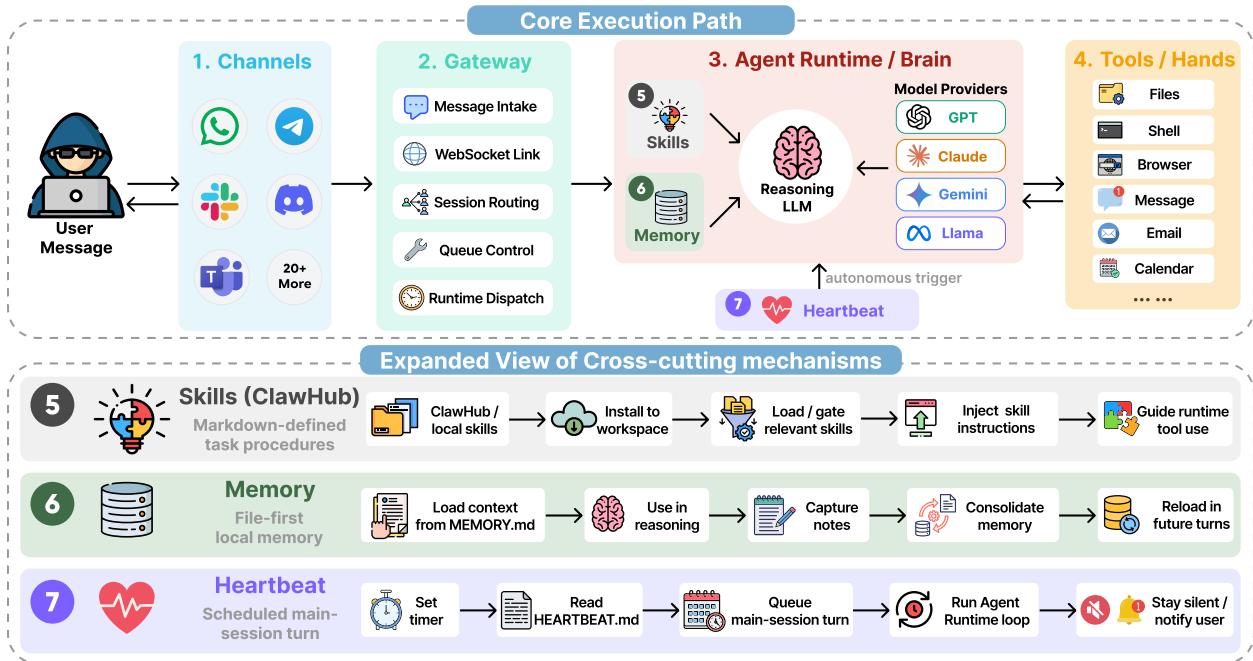 Core Execution Path
User
Message
1. Channels
T
20+
More
2. Gateway
Message Intake
WebSocket Link
Session Routing
Queue Control
Runtime Dispatch
3. Agent Runtime / Brain
5
Skills
6
Memory
Reasoning
LLM
Model Providers
GPT
Claude
Gemini
Llama
autonomous trigger
7
Heartbeat
4. Tools / Hands
Files
Shell
Browser
1
Message
Email
Calendar
... ...
Expanded View of Cross-cutting mechanisms
5
Skills (ClawHub)
Markdown-defined
task procedures
ClawHub /
local skills
Install to
workspace
Load / gate
relevant skills
Inject skill
instructions
Guide runtime
tool use
6
Memory
File-first
local memory
Load context
from MEMORY.md
Use in
reasoning
Capture
notes
Consolidate
memory
Reload in
future turns
7
Heartbeat
Scheduled main-
session turn
Set
timer
Read
HEARTBEAT.md
Queue
main-session turn
Run Agent
Runtime loop
1
Stay silent /
notify user